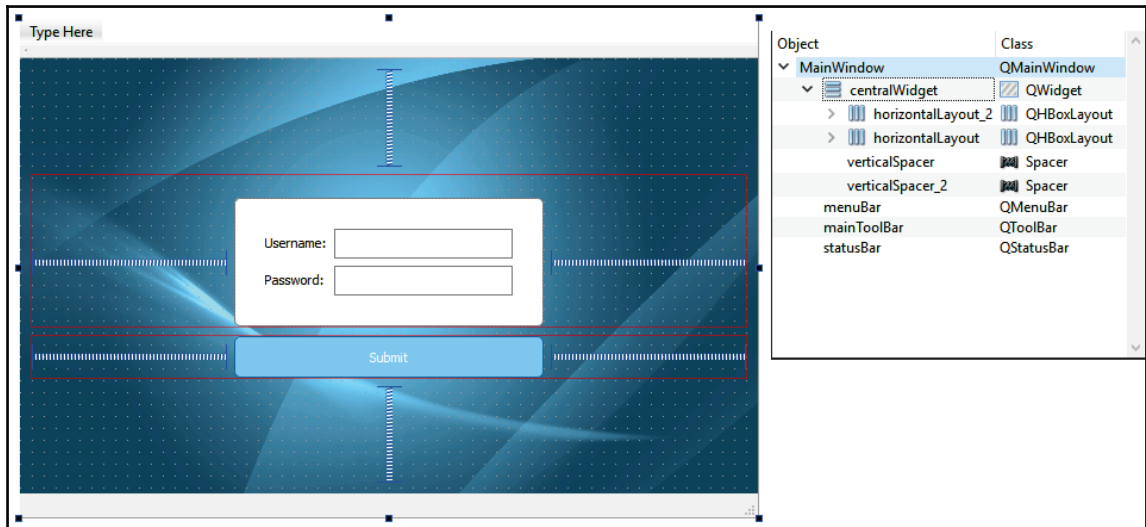 Type Here
Username:
Password:
Submit
Object Class
MainWindow QMainWindow
centralWidget QWidget
horizontalLayout_2 QHBoxLayout
horizontalLayout QHBoxLayout
verticalSpacer Spacer
verticalSpacer_2 Spacer
menuBar QMenuBar
mainToolBar QToolBar
statusBar QStatusBar